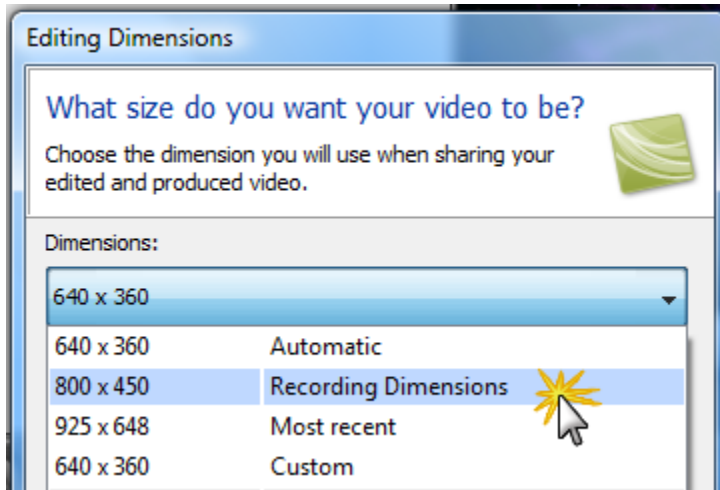 Editing Dimensions
What size do you want your video to be?
Choose the dimension you will use when sharing your
edited and produced video.
Dimensions:
640 x 360
640 x 360 Automatic
800 x 450 Recording Dimensions
925 x 648 Most recent
640 x 360 Custom